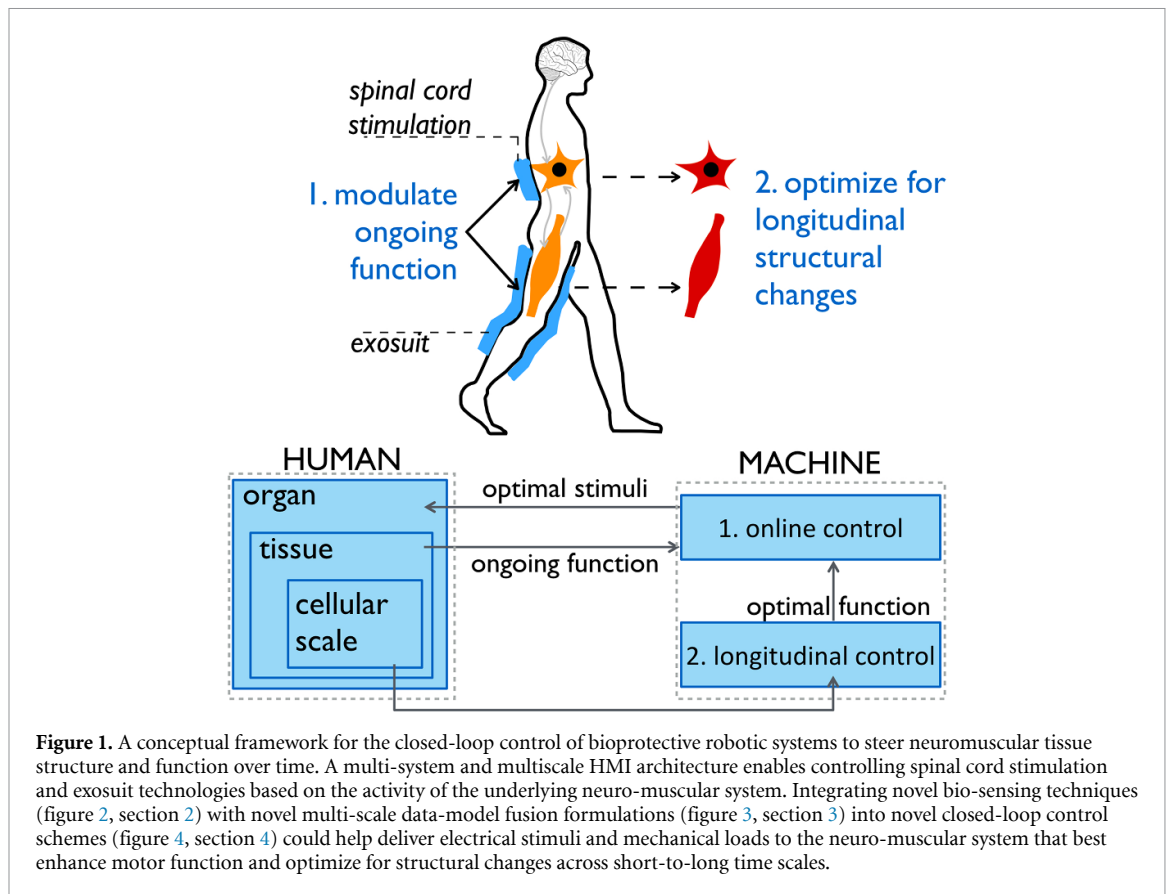 spinal cord
stimulation
1. modulate
ongoing
function
exosuit
2. optimize for
longitudinal
structural
changes
HUMAN
organ
tissue
cellular
scale
optimal stimuli
ongoing function
MACHINE
1. online control
optimal function
2. longitudinal control
Figure 1. A conceptual framework for the closed-loop control of bioprotective robotic systems to steer neuromuscular tissue
structure and function over time. A multi-system and multiscale HMI architecture enables controlling spinal cord stimulation
and exosuit technologies based on the activity of the underlying neuro-muscular system. Integrating novel bio-sensing techniques
(figure 2, section 2) with novel multi-scale data-model fusion formulations (figure 3, section 3) into novel closed-loop control
schemes (figure 4, section 4) could help deliver electrical stimuli and mechanical loads to the neuro-muscular system that best
enhance motor function and optimize for structural changes across short-to-long time scales.